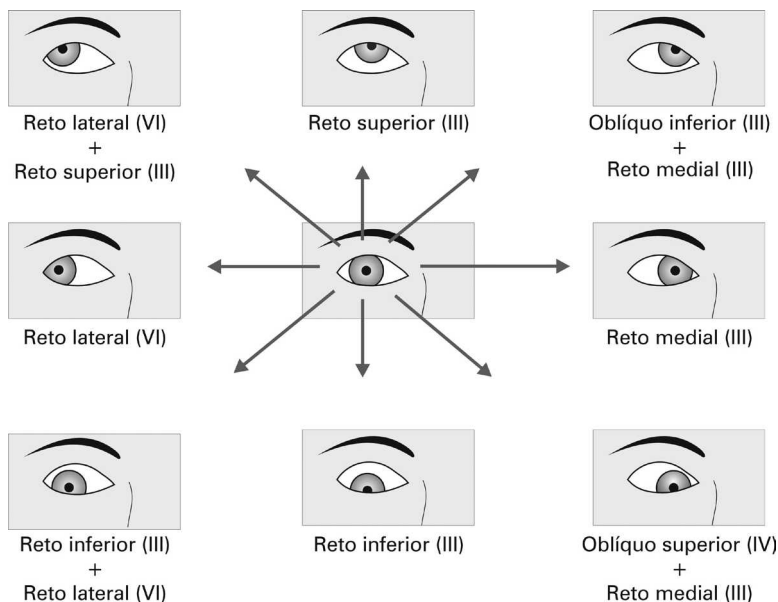 Reto lateral (VI)
+
Reto superior (III)
Reto superior (III)
Oblíquo inferior (III)
+
Reto medial (III)
Reto lateral (VI)
Reto medial (III)
Reto inferior (III)
+
Reto lateral (VI)
Reto inferior (III)
Oblíquo superior (IV)
+
Reto medial (III)